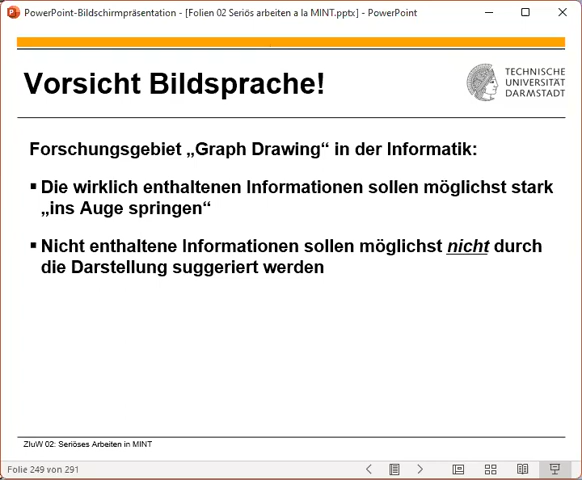 PowerPoint-Bildschirmpräsentation - [Folien 02 Seriös arbeiten a la MINT.pptx] - PowerPoint
Vorsicht Bildsprache!
TECHNISCHE
UNIVERSITÄT
DARMSTADT
Forschungsgebiet „Graph Drawing“ in der Informatik:
▪ Die wirklich enthaltenen Informationen sollen möglichst stark
„ins Auge springen“
▪ Nicht enthaltene Informationen sollen möglichst nicht durch
die Darstellung suggeriert werden
ZIuW 02: Seriöses Arbeiten in MINT
Folie 249 von 291